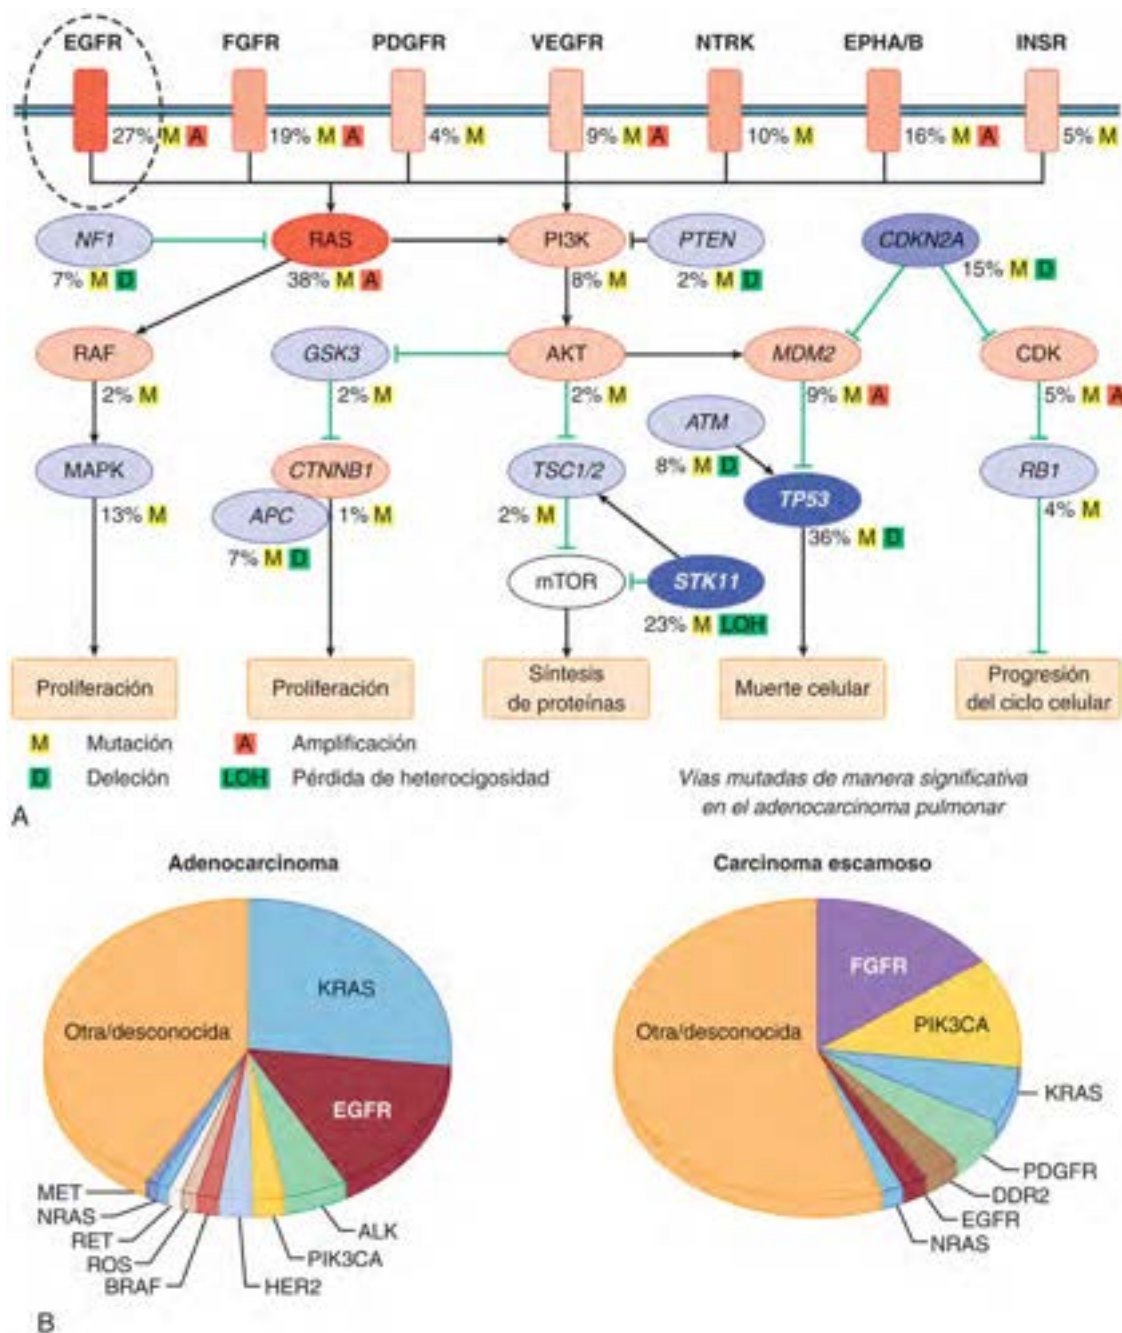 EGFR FGFR PDGFR VEGFR NTRK EPHA/B INSR
27% M A 19% M A 4% M 9% M A 10% M 16% M A 5% M
NF1 RAS PI3K PTEN CDKN2A
7% M D 38% M A 8% M 2% M D 15% M D
RAF GSK3 AKT MDM2 CDK
2% M 2% M 2% M 9% M A 5% M A
ATM
8% M D
MAPK CTNNB1 TSC1/2 TP53 RB1
13% M APC 1% M 2% M 36% M D 4% M
7% M D
mTOR STK11
23% M LOH
Proliferación
Proliferación
Síntesis
de proteínas
Muerte celular
Progresión
del ciclo celular
M Mutación A Amplificación
D Deleción LOH Pérdida de heterocigosidad
Vías mutadas de manera significativa
en el adenocarcinoma pulmonar
A
Adenocarcinoma
KRAS
Otra/desconocida
EGFR
MET
NRAS
RET
ROS
BRAF
HER2
PIK3CA
ALK
Carcinoma escamoso
FGFR
Otra/desconocida
PIK3CA
KRAS
PDGFR
DDR2
EGFR
NRAS
B